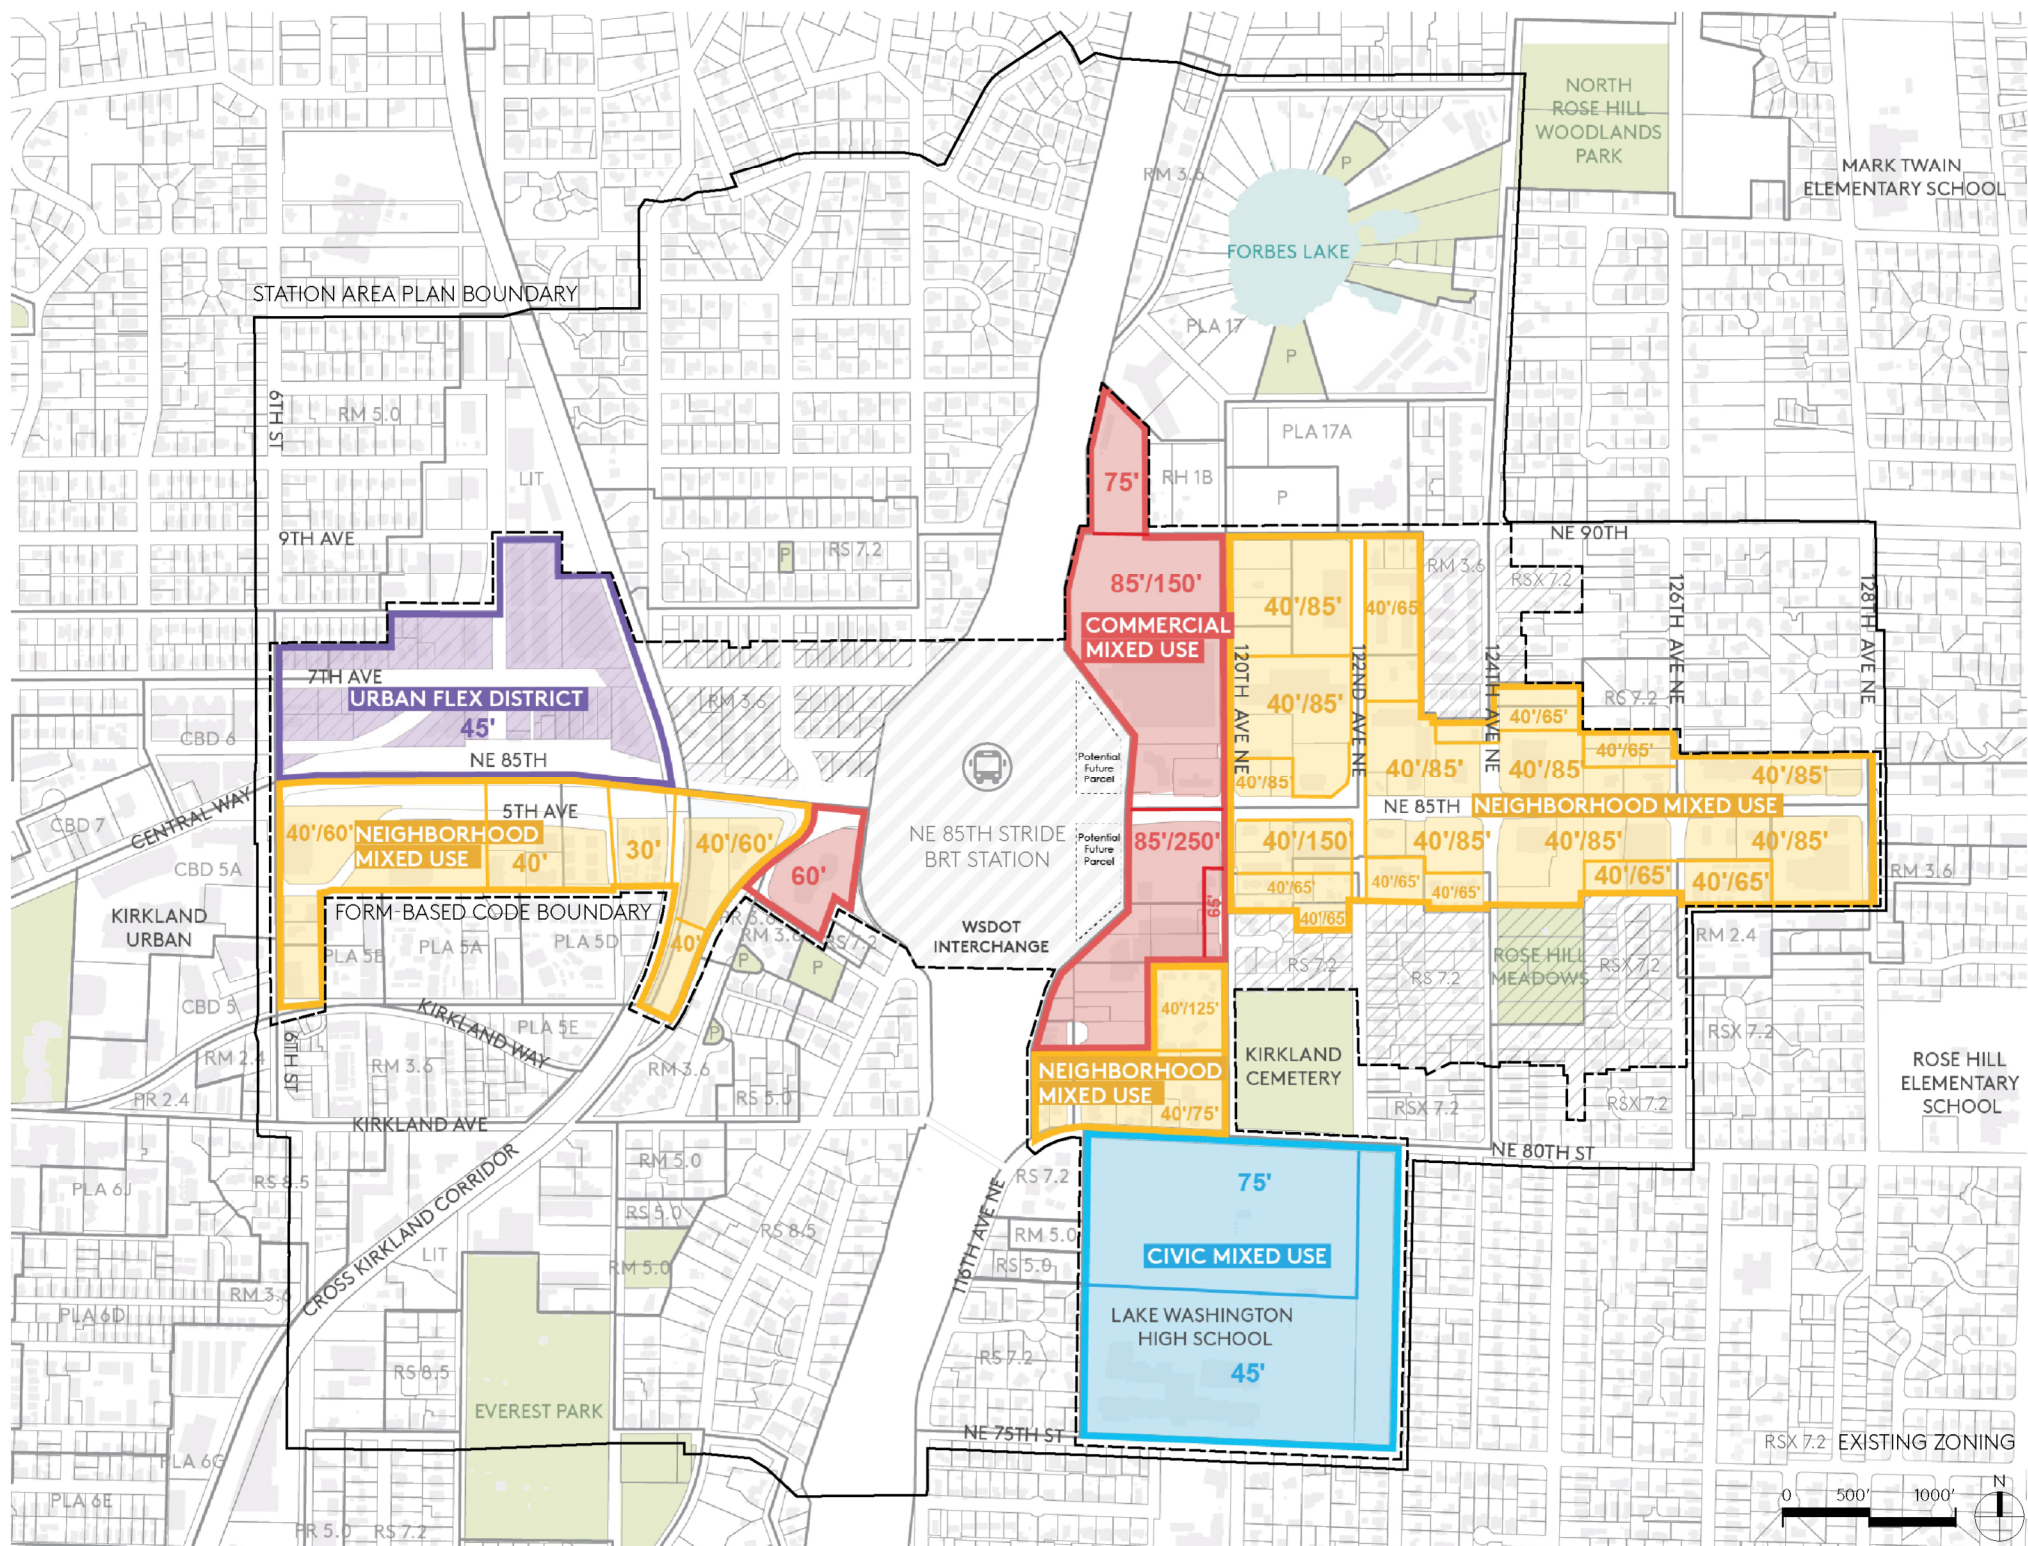 NORTH
ROSE HILL
WOODLANDS
PARK
MARK TWAIN
ELEMENTARY SCHOOL
RM 3.6
P
FORBES LAKE
STATION AREA PLAN BOUNDARY
PLA 17
P
6TH ST
RM 5.0
PLA 17A
LIT
75'
RH 1B
P
9TH AVE
NE 90TH
P
RS 7.2
RM 3.6
RSX 7.2
126TH AVE NE
128TH AVE NE
85'/150'
40'/85'
40'/65'
COMMERCIAL
MIXED USE
120TH AVE NE
122ND AVE NE
124TH AVE NE
7TH AVE
URBAN FLEX DISTRICT
45'
RM 3.6
40'/85'
RS 7.2
40'/65'
CBD 6
NE 85TH
Potential
Future
Parcel
40'/85'
40'/85'
40'/85'
40'/65'
40'/85'
CENTRAL WAY
CBD 7
5TH AVE
NE 85TH
NEIGHBORHOOD MIXED USE
40'/60'
NEIGHBORHOOD
MIXED USE
40'
30'
40'/60'
NE 85TH STRIDE
BRT STATION
Potential
Future
Parcel
85'/250'
40'/150'
40'/85'
40'/85'
40'/85'
CBD 5A
60'
65'
40'/65'
40'/65'
40'/65'
40'/65'
40'/65'
RM 3.6
KIRKLAND
URBAN
FORM-BASED CODE BOUNDARY
PR 3.6
40'/65'
PLA 5B
PLA 5A
PLA 5D
40'
RM 3.6
RS 7.2
WSDOT
INTERCHANGE
RM 2.4
P
P
RS 7.2
RS 7.2
ROSE HILL
MEADOWS
RSX 7.2
CBD 5
KIRKLAND WAY
PLA 5E
P
40'/125'
RSX 7.2
6TH ST
RM 2.4
RM 3.6
RM 3.6
NEIGHBORHOOD
MIXED USE
KIRKLAND
CEMETERY
ROSE HILL
ELEMENTARY
SCHOOL
PR 2.4
RS 5.0
40'/75'
RSX 7.2
RSX 7.2
KIRKLAND AVE
NE 80TH ST
CROSS KIRKLAND CORRIDOR
RM 5.0
RS 7.2
75'
PLA 6J
RS 8.5
RS 5.0
RS 8.5
116TH AVE NE
RM 5.0
CIVIC MIXED USE
LIT
RM 5.0
RS 5.0
RM 3.6
PLA 6D
LAKE WASHINGTON
HIGH SCHOOL
RS 8.5
RS 7.2
45'
EVEREST PARK
NE 75TH ST
RSX 7.2 EXISTING ZONING
PLA 6G
PLA 6E
PR 5.0
RS 7.2
0 500' 1000'
N